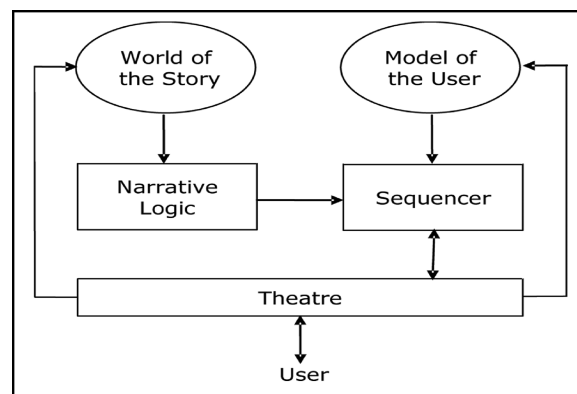 World of
the Story
Model of
the User
Narrative
Logic
Sequencer
Theatre
User